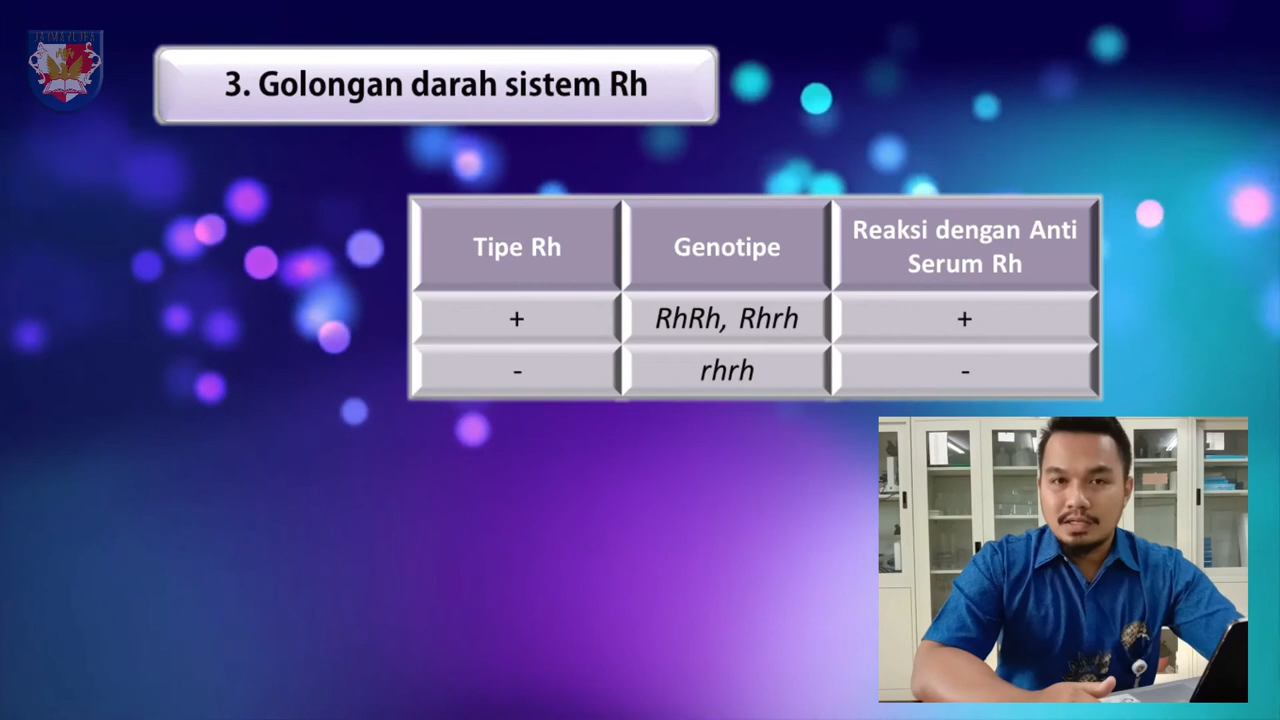 3. Golongan darah sistem Rh
Tipe Rh
Genotipe
Reaksi dengan Anti
Serum Rh
+
RhRh, Rhrh
+
-
rhrh
-